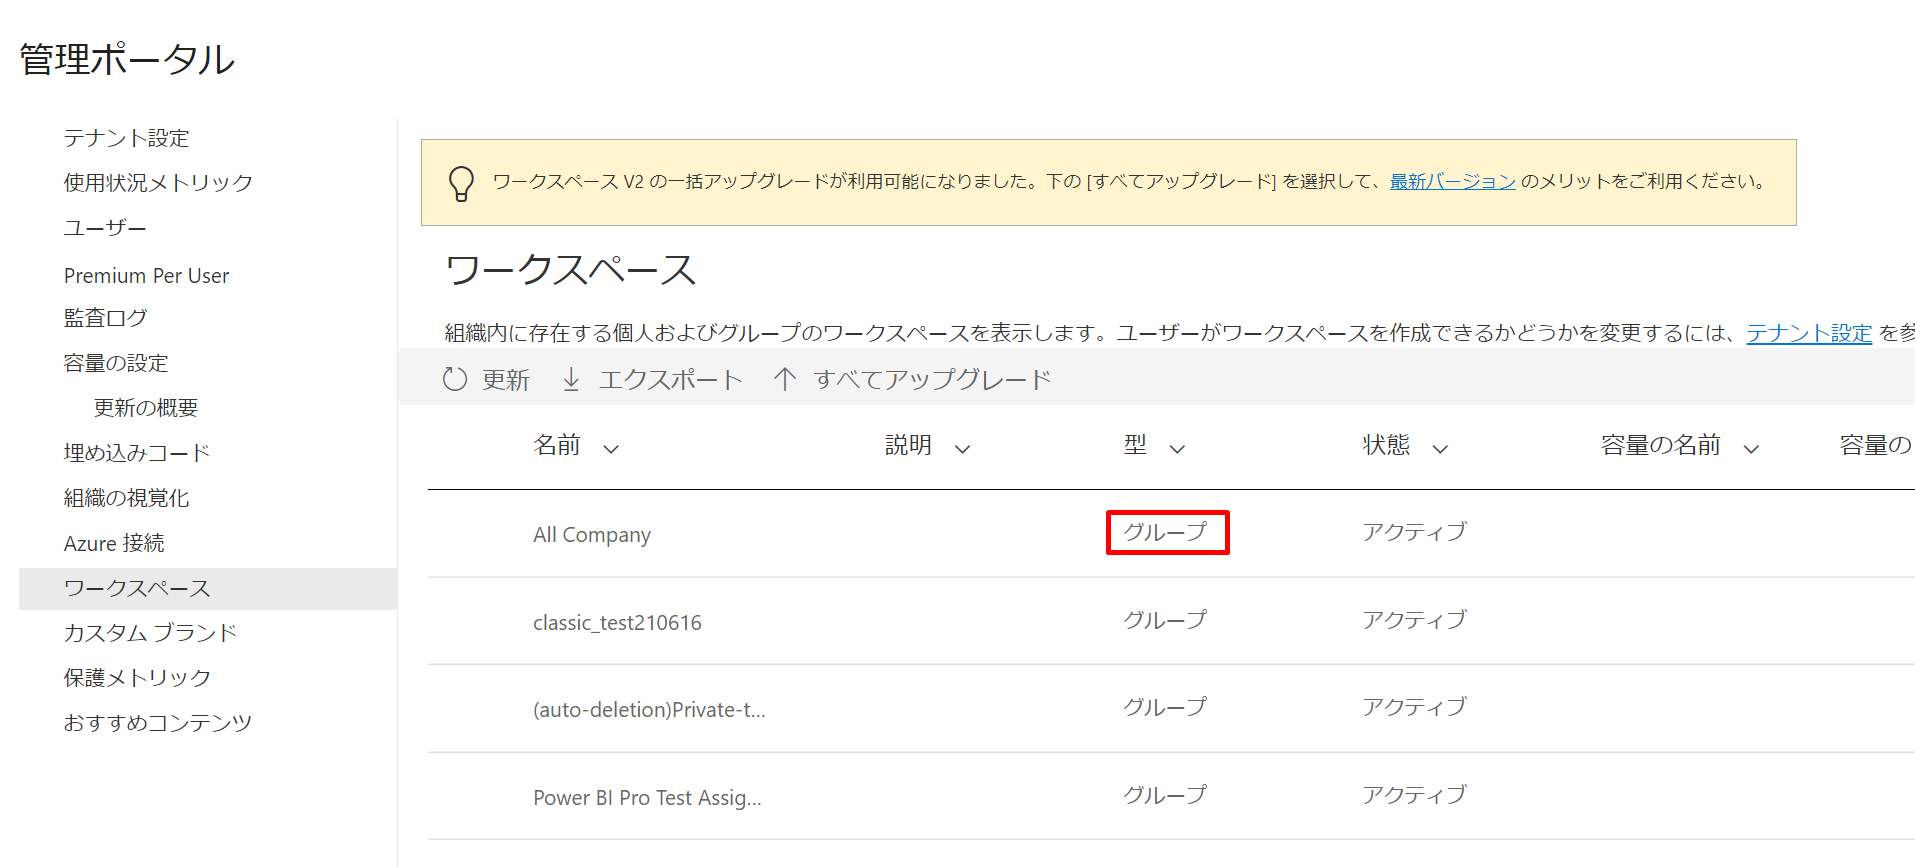 管理ポータル
テナント設定
使用状況メトリック
ユーザー
Premium Per User
監査ログ
容量の設定
更新の概要
埋め込みコード
組織の視覚化
Azure 接続
ワークスペース
カスタム ブランド
保護メトリック
おすすめコンテンツ
ワークスペース V2 の一括アップグレードが利用可能になりました。下の [すべてアップグレード] を選択して、最新バージョン のメリットをご利用ください。
ワークスペース
組織内に存在する個人およびグループのワークスペースを表示します。ユーザーがワークスペースを作成できるかどうかを変更するには、テナント設定 を参
更新 エクスポート すべてアップグレード
名前 説明 型 状態 容量の名前 容量の
All Company グループ アクティブ
classic_test210616 グループ アクティブ
(auto-deletion)Private-t... グループ アクティブ
Power BI Pro Test Assig... グループ アクティブ